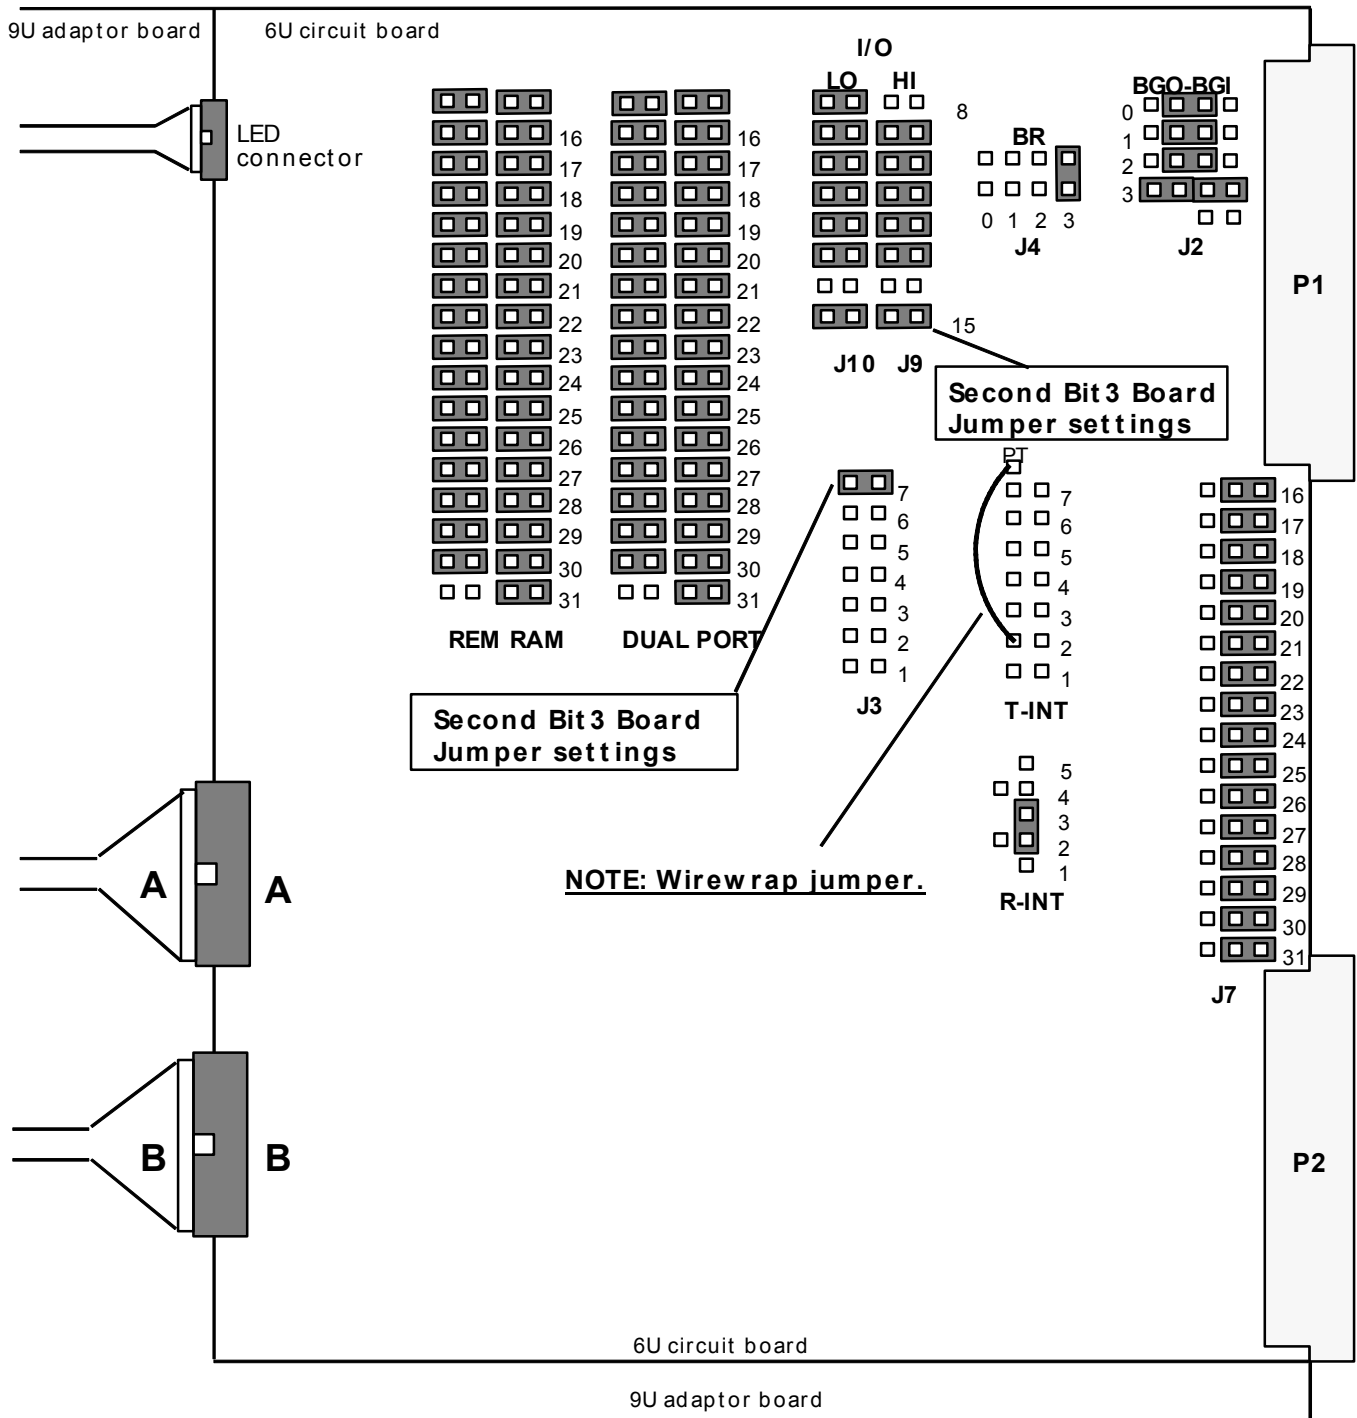 9U adaptor board
6U circuit board
I/O
LO HI
BGO-BGI
8
0
LED
connector
BR
16 16
1
17 17
2
18 18
3
0 1 2 3
19 19
J4
J2
20 20
21 21
P1
22 22
15
23 23
J10 J9
24 24
Second Bit3 Board
Jumper settings
25 25
26 26
PT
27 27
28 28
29 29
30 30
31 31
7
6
5
4
3
2
1
J3
7
6
5
4
3
2
1
T-INT
16
17
18
19
20
21
22
23
24
25
26
27
28
29
30
31
J7
REM RAM
DUAL PORT
Second Bit3 Board
Jumper settings
5
4
3
2
1
R-INT
NOTE: Wirewrap jumper.
A A
B B
P2
6U circuit board
9U adaptor board